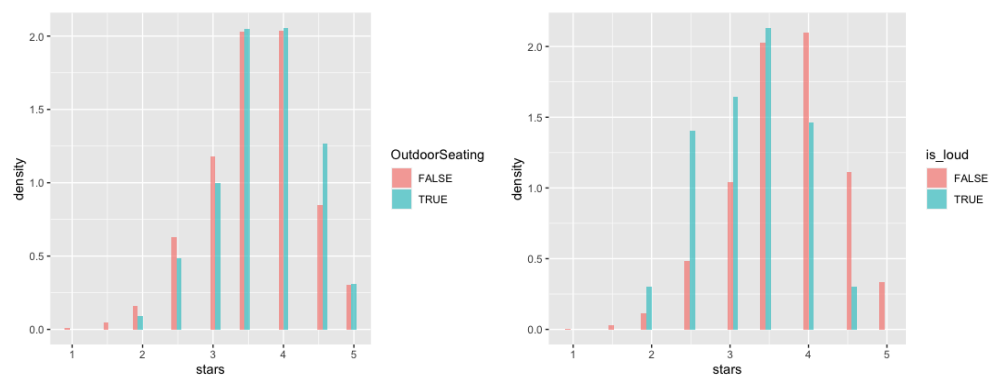 2.0
1.5
1.0
0.5
0.0
density
1 2 3 4 5
stars
OutdoorSeating
FALSE
TRUE
2.0
1.5
1.0
0.5
0.0
density
1 2 3 4 5
stars
is_loud
FALSE
TRUE